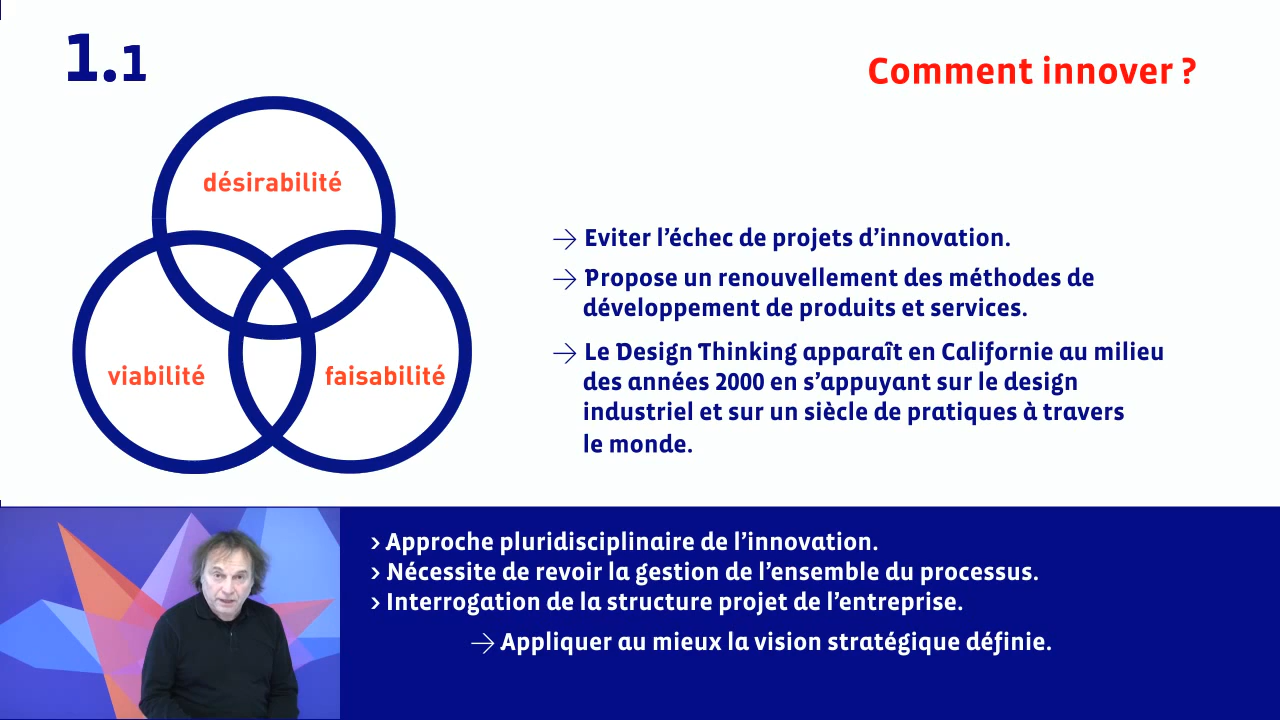 1.1
Comment innover ?
désirabilité
viabilité
faisabilité
→ Eviter l’échec de projets d’innovation.
→ Propose un renouvellement des méthodes de
développement de produits et services.
→ Le Design Thinking apparaît en Californie au milieu
des années 2000 en s’appuyant sur le design
industriel et sur un siècle de pratiques à travers
le monde.
› Approche pluridisciplinaire de l’innovation.
› Nécessite de revoir la gestion de l’ensemble du processus.
› Interrogation de la structure projet de l’entreprise.
→ Appliquer au mieux la vision stratégique définie.